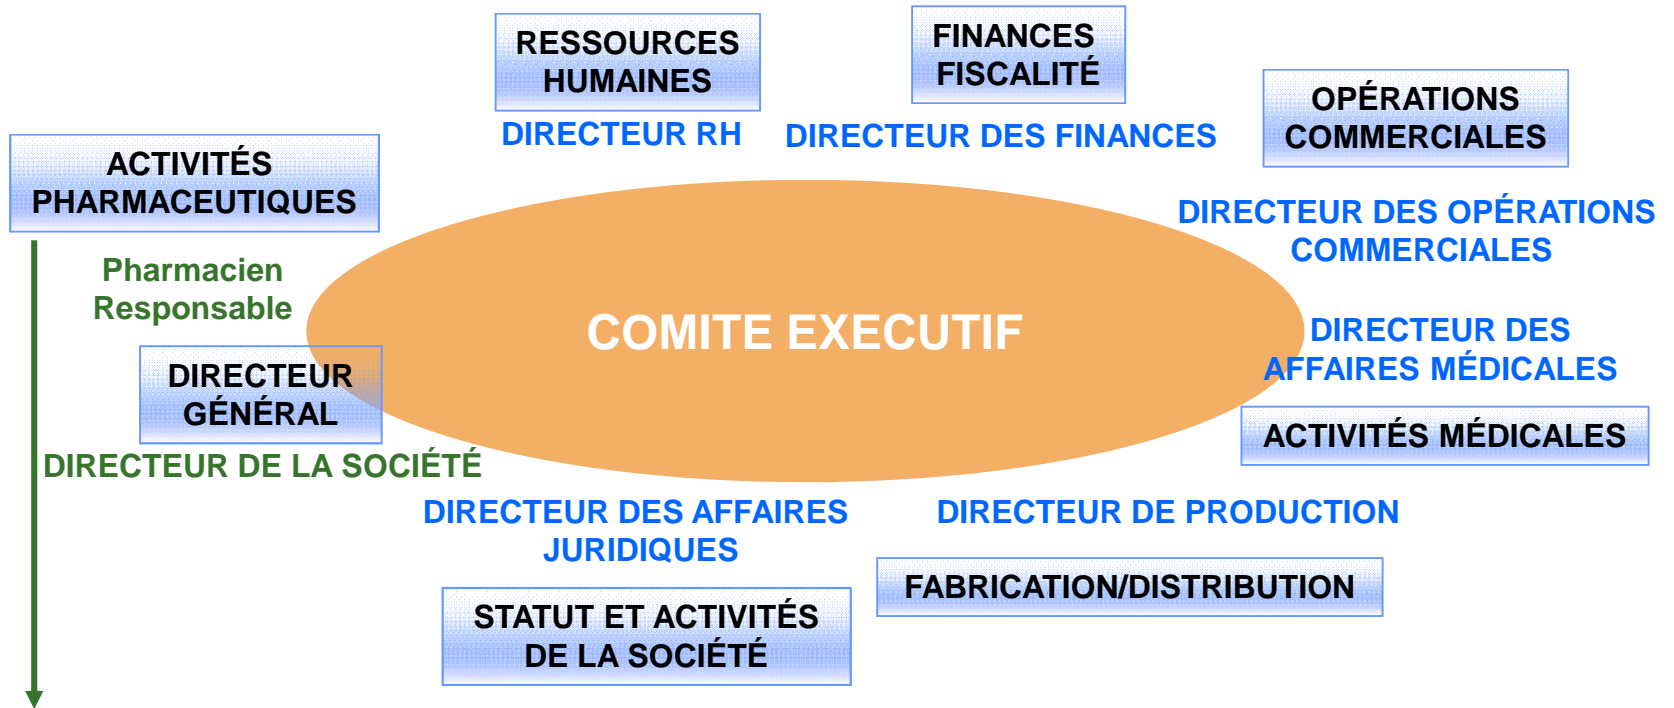 RESSOURCES
HUMAINES
DIRECTEUR RH
FINANCES
FISCALITÉ
DIRECTEUR DES FINANCES
OPÉRATIONS
COMMERCIALES
DIRECTEUR DES OPÉRATIONS
COMMERCIALES
ACTIVITÉS
PHARMACEUTIQUES
Pharmacien
Responsable
COMITE EXECUTIF
DIRECTEUR DES
AFFAIRES MÉDICALES
ACTIVITÉS MÉDICALES
DIRECTEUR
GÉNÉRAL
DIRECTEUR DE LA SOCIÉTÉ
DIRECTEUR DES AFFAIRES
JURIDIQUES
STATUT ET ACTIVITÉS
DE LA SOCIÉTÉ
DIRECTEUR DE PRODUCTION
FABRICATION/DISTRIBUTION